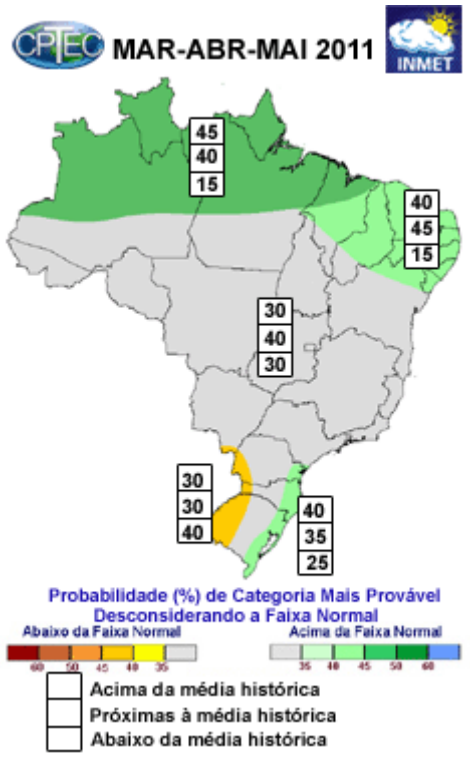 CPTEC
MAR-ABR-MAI 2011
INMET
45
40
15
40
45
15
30
40
30
30
30
40
40
35
25
Probabilidade (%) de Categoria Mais Provável
Desconsiderando a Faixa Normal
Abaixo da Faixa Normal
Acima da Faixa Normal
60 50 45 40 35
35 40 45 50 60
Acima da média histórica
Próximas à média histórica
Abaixo da média histórica